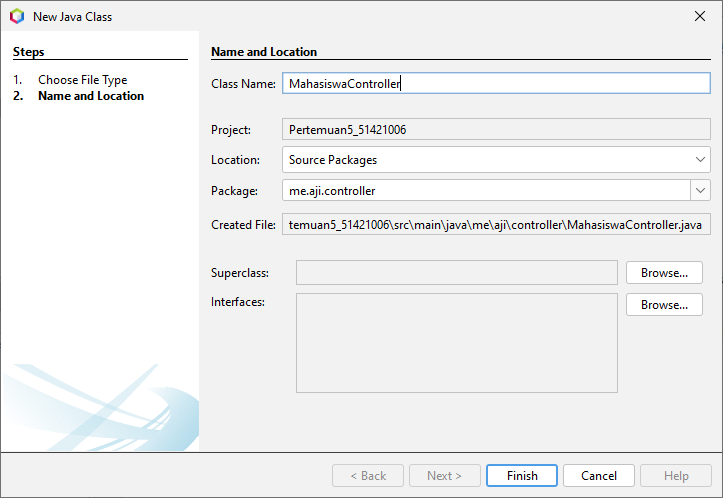 New Java Class
Steps
1. Choose File Type
2. Name and Location
Name and Location
Class Name: MahasiswaController
Project: Pertemuan5_51421006
Location: Source Packages
Package: me.aji.controller
Created File: temuan5_51421006\src\main\java\me\aji\controller\MahasiswaController.java
Superclass: Browse...
Interfaces: Browse...
< Back Next > Finish Cancel Help